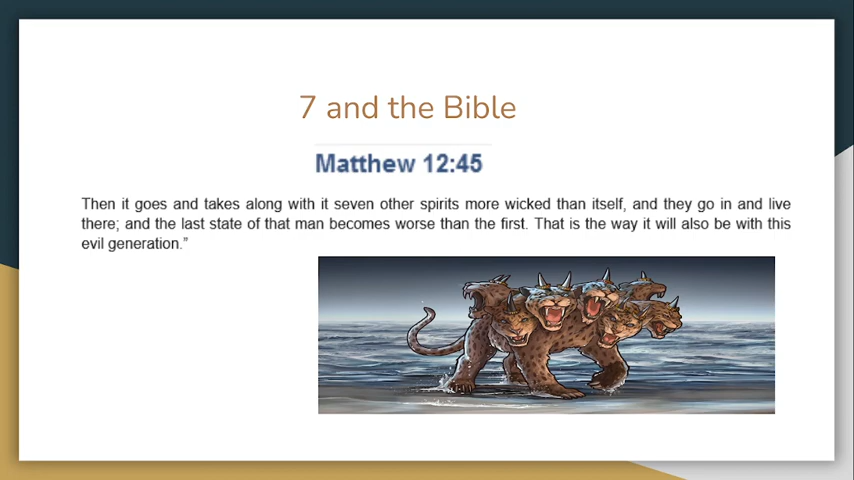 7 and the Bible
Matthew 12:45
Then it goes and takes along with it seven other spirits more wicked than itself, and they go in and live
there; and the last state of that man becomes worse than the first. That is the way it will also be with this
evil generation.”